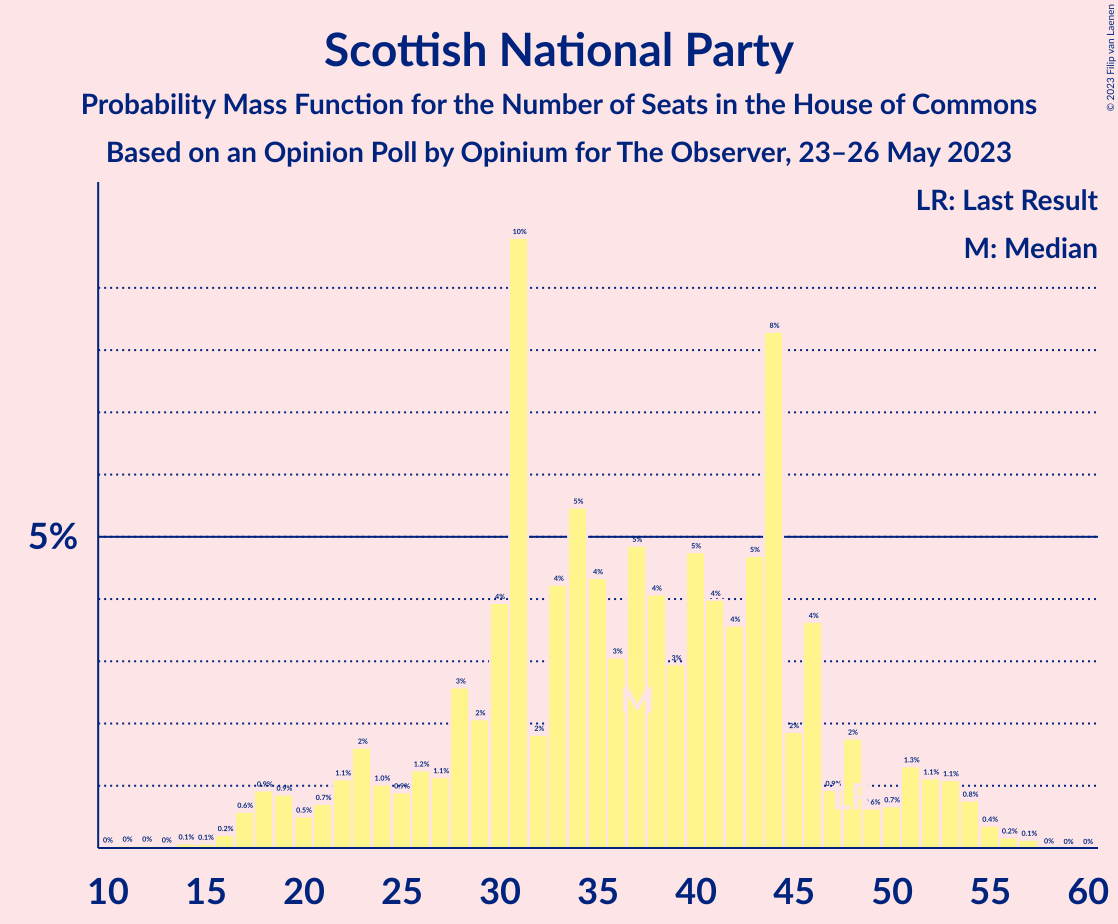 Scottish National Party
Probability Mass Function for the Number of Seats in the House of Commons
Based on an Opinion Poll by Opinium for The Observer, 23–26 May 2023
© 2023 Filip van Laenen
LR: Last Result
M: Median
5%
0% 0% 0% 0% 0.1% 0.1% 0.2% 0.6% 0.9% 0.9% 0.5% 0.7% 1.1% 2% 1.0% 0.9% 1.2% 1.1% 3% 2% 4% 10% 2% 4% 5% 4% 3% 5% 4% 3% 5% 4% 4% 5% 8% 2% 4% 0.9% 2% 0.6% 0.7% 1.3% 1.1% 1.1% 0.8% 0.4% 0.2% 0.1% 0% 0% 0%
M
LR
10 15 20 25 30 35 40 45 50 55 60